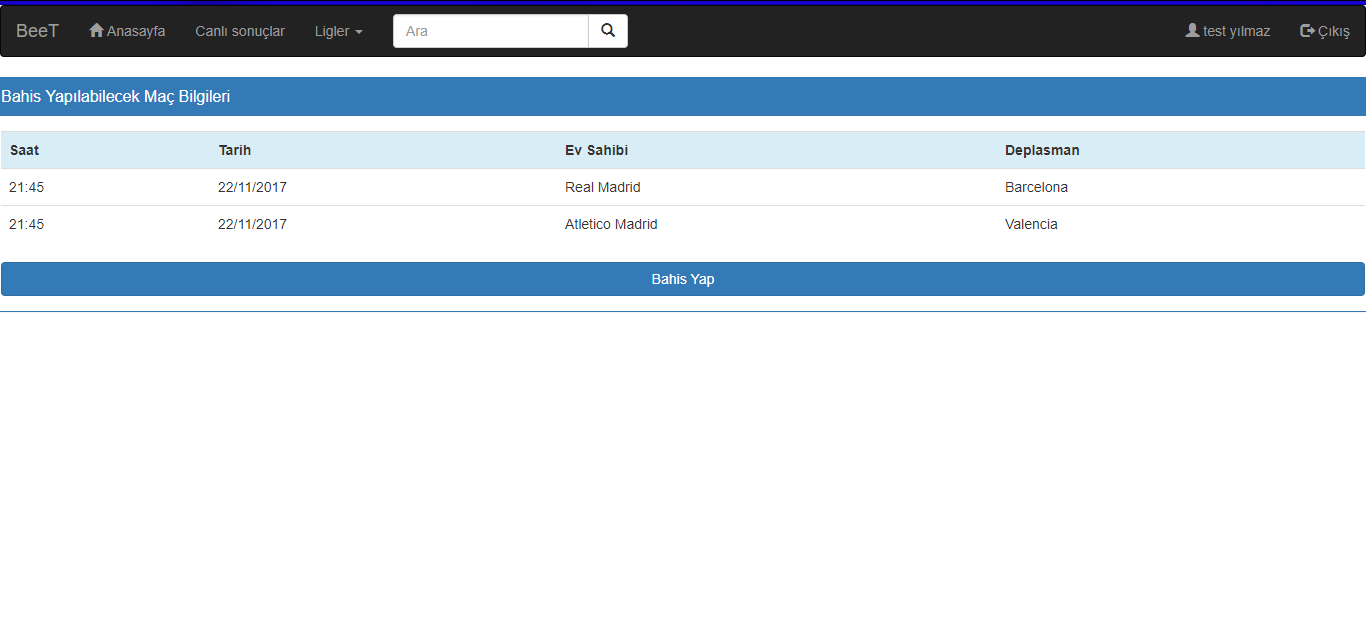 BeeT Anasayfa Canlı sonuçlar Ligler Ara test yılmaz Çıkış
Bahis Yapılabilecek Maç Bilgileri
Saat Tarih Ev Sahibi Deplasman
21:45 22/11/2017 Real Madrid Barcelona
21:45 22/11/2017 Atletico Madrid Valencia
Bahis Yap